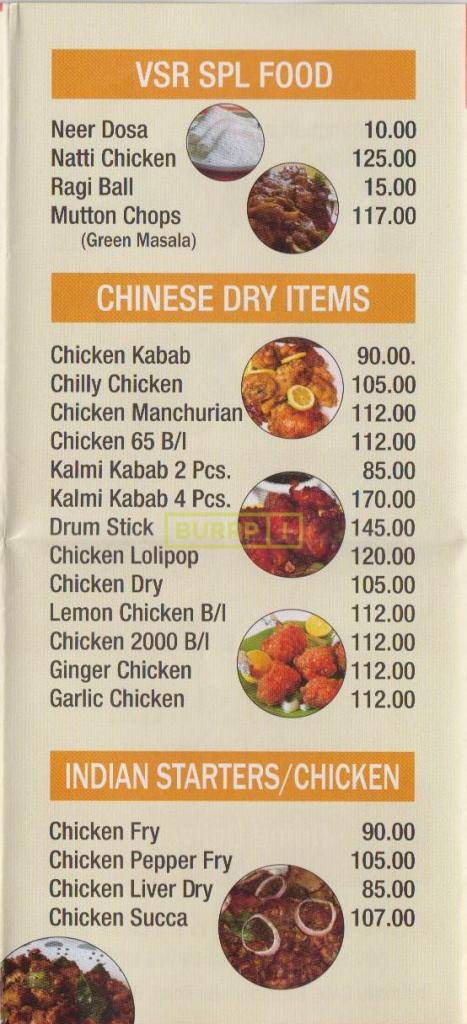 VSR SPL FOOD
Neer Dosa 10.00
Natti Chicken 125.00
Ragi Ball 15.00
Mutton Chops 117.00
(Green Masala)
CHINESE DRY ITEMS
Chicken Kabab 90.00.
Chilly Chicken 105.00
Chicken Manchurian 112.00
Chicken 65 B/l 112.00
Kalmi Kabab 2 Pcs. 85.00
Kalmi Kabab 4 Pcs. 170.00
Drum Stick 145.00
BURRP!
Chicken Lolipop 120.00
Chicken Dry 105.00
Lemon Chicken B/l 112.00
Chicken 2000 B/l 112.00
Ginger Chicken 112.00
Garlic Chicken 112.00
INDIAN STARTERS/CHICKEN
Chicken Fry 90.00
Chicken Pepper Fry 105.00
Chicken Liver Dry 85.00
Chicken Succa 107.00